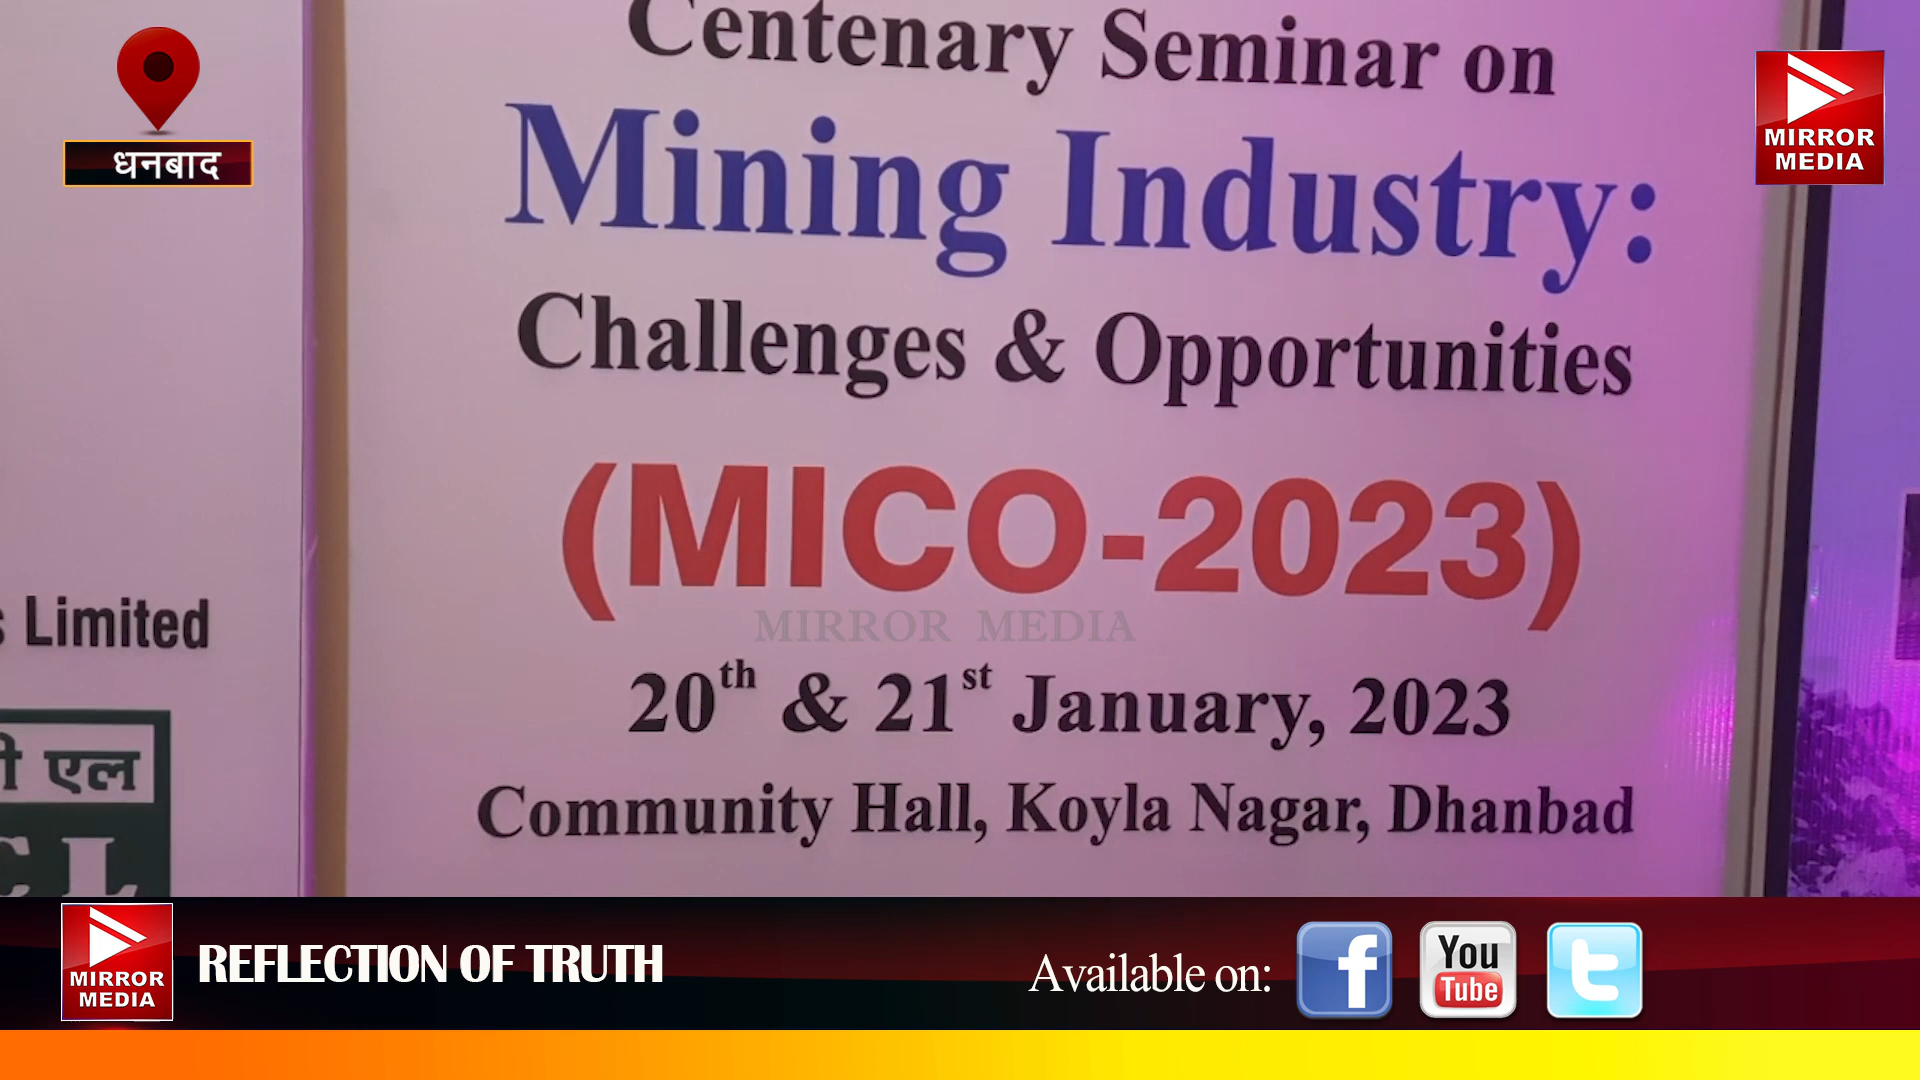 Centenary Seminar on
Mining Industry:
Challenges & Opportunities
(MICO-2023)
MIRROR MEDIA
20th & 21st January, 2023
Community Hall, Koyla Nagar, Dhanbad
धनबाद
MIRROR
MEDIA
Limited
एल
C L
MIRROR
MEDIA
REFLECTION OF TRUTH
Available on:
f
You
Tube
t